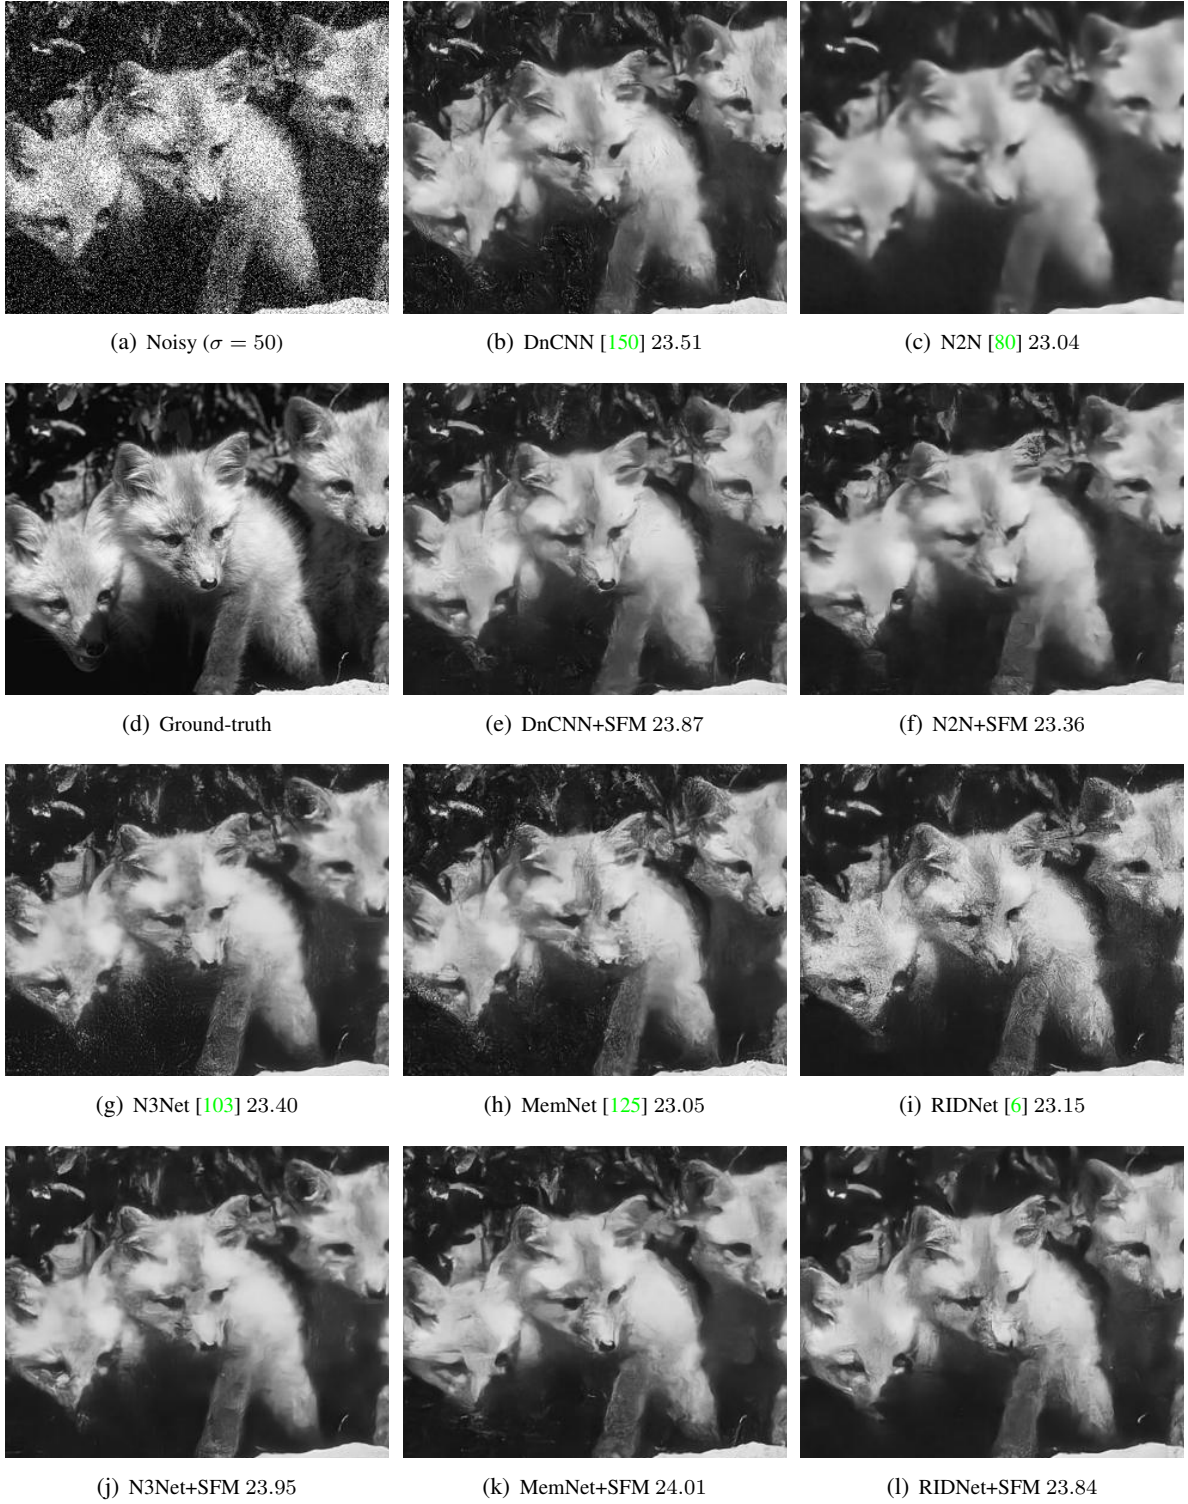 (a) Noisy (σ = 50)
(b) DnCNN [150] 23.51
(c) N2N [80] 23.04
(d) Ground-truth
(e) DnCNN+SFM 23.87
(f) N2N+SFM 23.36
(g) N3Net [103] 23.40
(h) MemNet [125] 23.05
(i) RIDNet [6] 23.15
(j) N3Net+SFM 23.95
(k) MemNet+SFM 24.01
(l) RIDNet+SFM 23.84